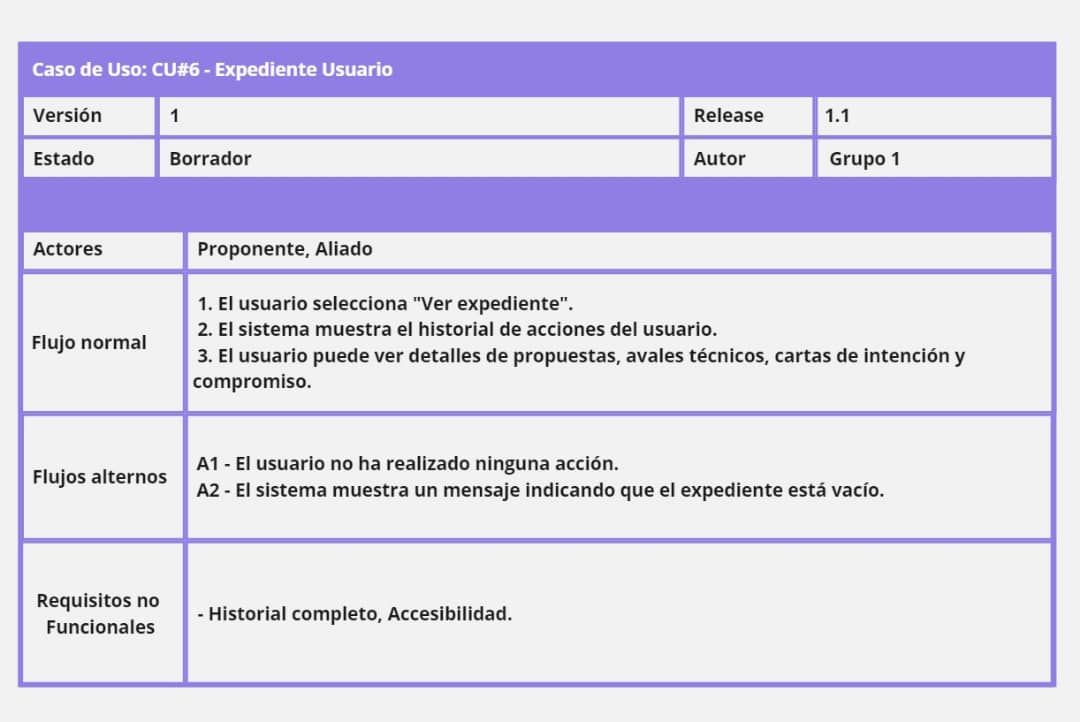 Caso de Uso: CU#6 - Expediente Usuario
Versión 1 Release 1.1
Estado Borrador Autor Grupo 1
Actores Proponente, Aliado
Flujo normal
1. El usuario selecciona "Ver expediente".
2. El sistema muestra el historial de acciones del usuario.
3. El usuario puede ver detalles de propuestas, avales técnicos, cartas de intención y
compromiso.
Flujos alternos
A1 - El usuario no ha realizado ninguna acción.
A2 - El sistema muestra un mensaje indicando que el expediente está vacío.
Requisitos no
Funcionales
- Historial completo, Accesibilidad.